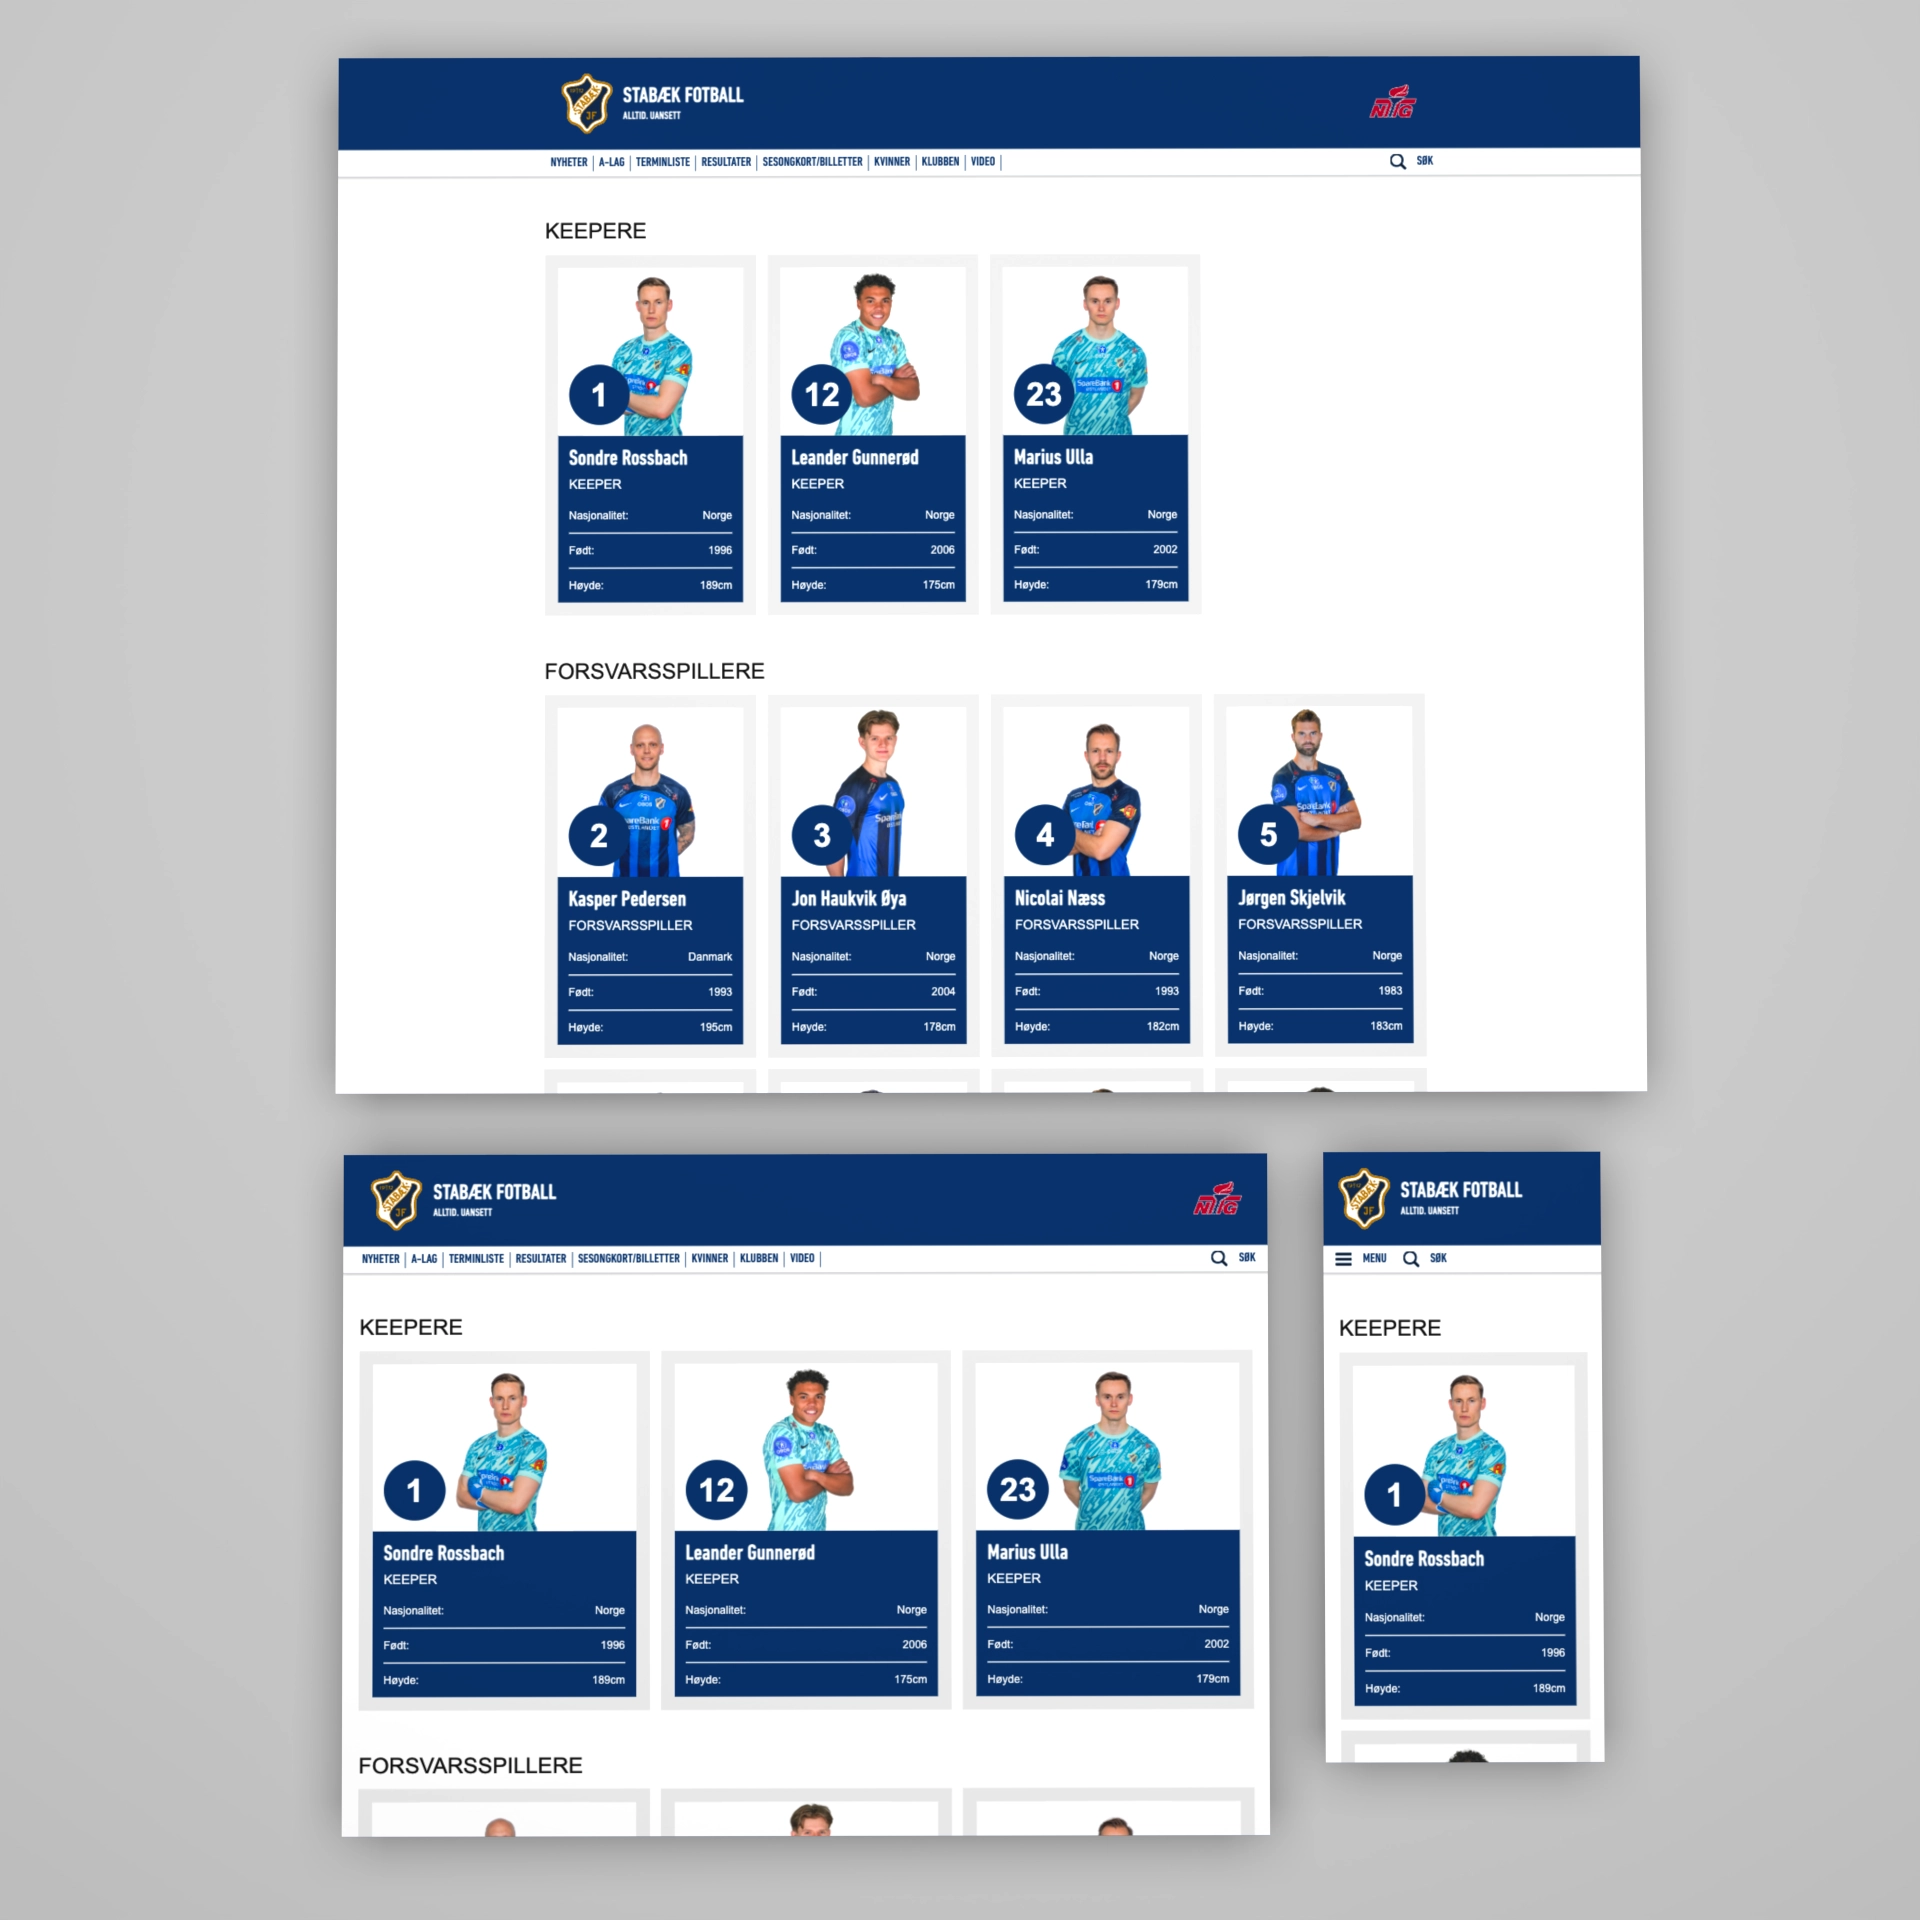 STABÆK FOTBALL
ALLTID. UANSETT
NTG
NYHETER A-LAG TERMINLISTE RESULTATER SESONGKORT/BILLETTER KVINNER KLUBBEN VIDEO SØK
KEEPERE
1
Sondre Rossbach
KEEPER
Nasjonalitet: Norge
Født: 1996
Høyde: 189cm
12
Leander Gunnerød
KEEPER
Nasjonalitet: Norge
Født: 2006
Høyde: 175cm
SpareBank 1
23
Marius Ulla
KEEPER
Nasjonalitet: Norge
Født: 2002
Høyde: 179cm
FORSVARSSPILLERE
2
Kasper Pedersen
FORSVARSSPILLER
Nasjonalitet: Danmark
Født: 1993
Høyde: 195cm
3
Jon Haukvik Øya
FORSVARSSPILLER
Nasjonalitet: Norge
Født: 2004
Høyde: 178cm
4
Nicolai Næss
FORSVARSSPILLER
Nasjonalitet: Norge
Født: 1993
Høyde: 182cm
5
Jørgen Skjelvik
FORSVARSSPILLER
Nasjonalitet: Norge
Født: 1983
Høyde: 183cm
STABÆK FOTBALL
ALLTID. UANSETT
NTG
NYHETER A-LAG TERMINLISTE RESULTATER SESONGKORT/BILLETTER KVINNER KLUBBEN VIDEO SØK
KEEPERE
1
Sondre Rossbach
KEEPER
Nasjonalitet: Norge
Født: 1996
Høyde: 189cm
12
Leander Gunnerød
KEEPER
Nasjonalitet: Norge
Født: 2006
Høyde: 175cm
SpareBank 1
23
Marius Ulla
KEEPER
Nasjonalitet: Norge
Født: 2002
Høyde: 179cm
FORSVARSSPILLERE
STABÆK FOTBALL
ALLTID. UANSETT
MENU SØK
KEEPERE
1
Sondre Rossbach
KEEPER
Nasjonalitet: Norge
Født: 1996
Høyde: 189cm